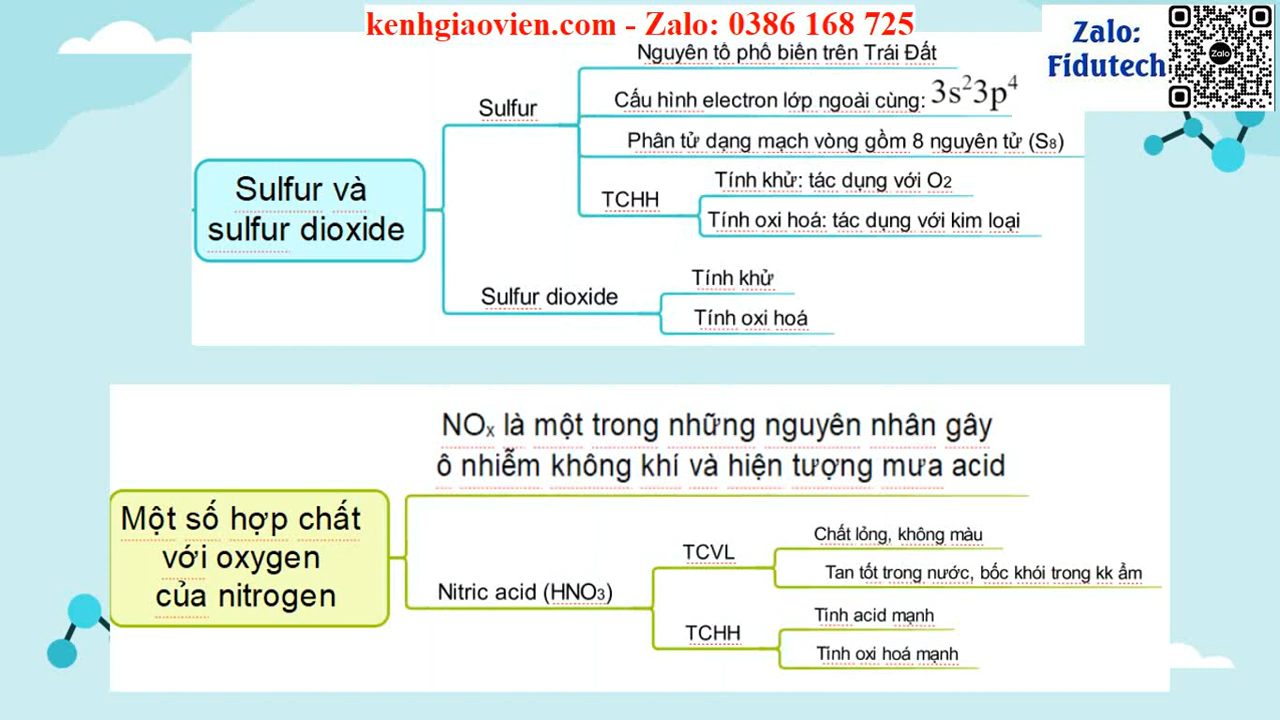 kenhgiaovien.com - Zalo: 0386 168 725
Zalo:
Fidutech
Zalo
Nguyên tố phổ biến trên Trái Đất
Sulfur
Cấu hình electron lớp ngoài cùng: 3s²3p⁴
Phân tử dạng mạch vòng gồm 8 nguyên tử (S₈)
TCHH
Tính khử: tác dụng với O₂
Tính oxi hoá: tác dụng với kim loại
Sulfur và
sulfur dioxide
Sulfur dioxide
Tính khử
Tính oxi hoá
NOₓ là một trong những nguyên nhân gây
ô nhiễm không khí và hiện tượng mưa acid
Một số hợp chất
với oxygen
của nitrogen
Nitric acid (HNO₃)
TCVL
Chất lỏng, không màu
Tan tốt trong nước, bốc khói trong kk ẩm
TCHH
Tính acid mạnh
Tính oxi hoá mạnh